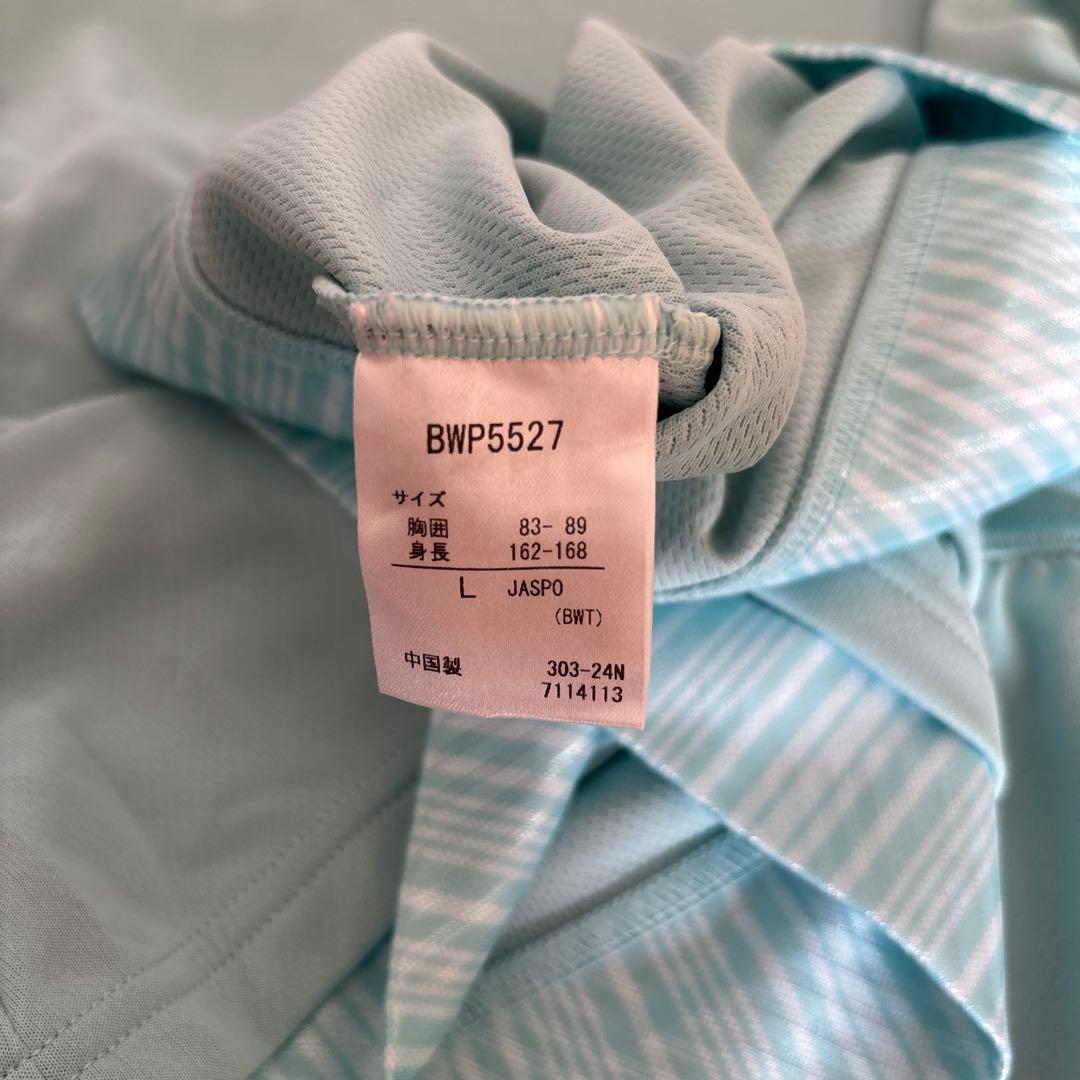 BWP5527
サイズ
胸囲 83- 89
身長 162-168
L JASPO
(BWT)
中国製 303-24N
7114113